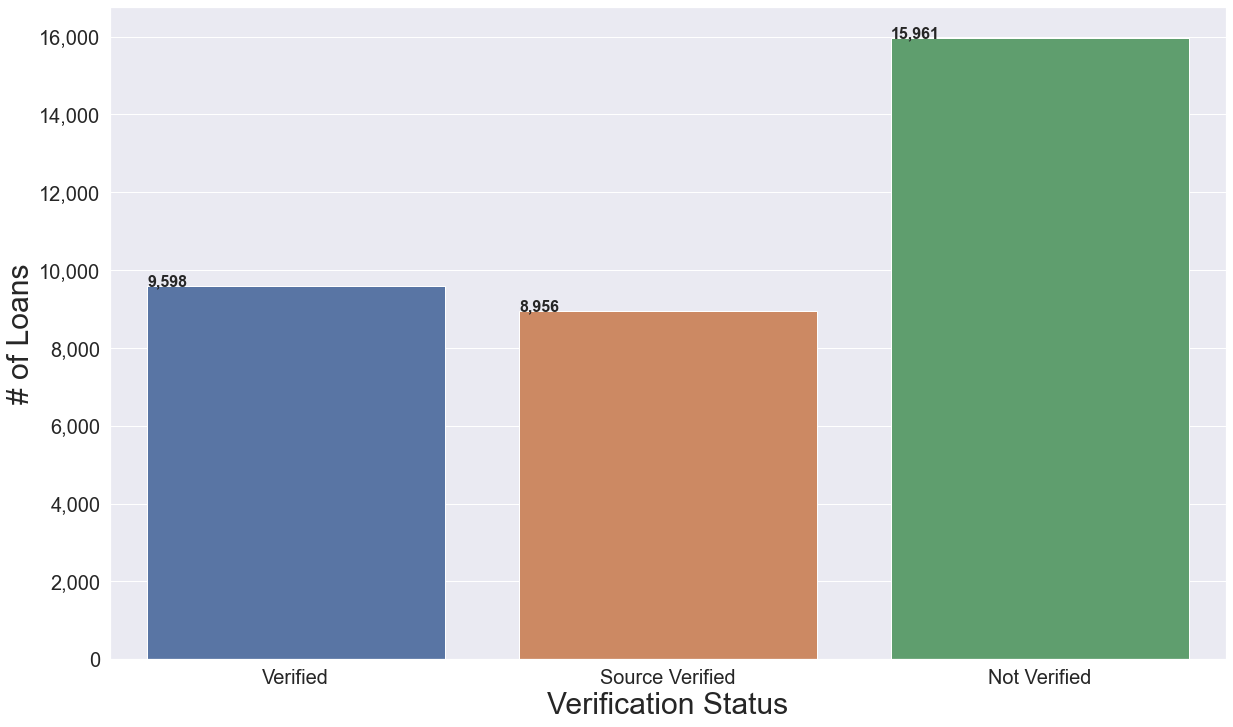 16,000
14,000
12,000
10,000
8,000
6,000
4,000
2,000
0
# of Loans
9,598
8,956
15,961
Verified
Source Verified
Not Verified
Verification Status